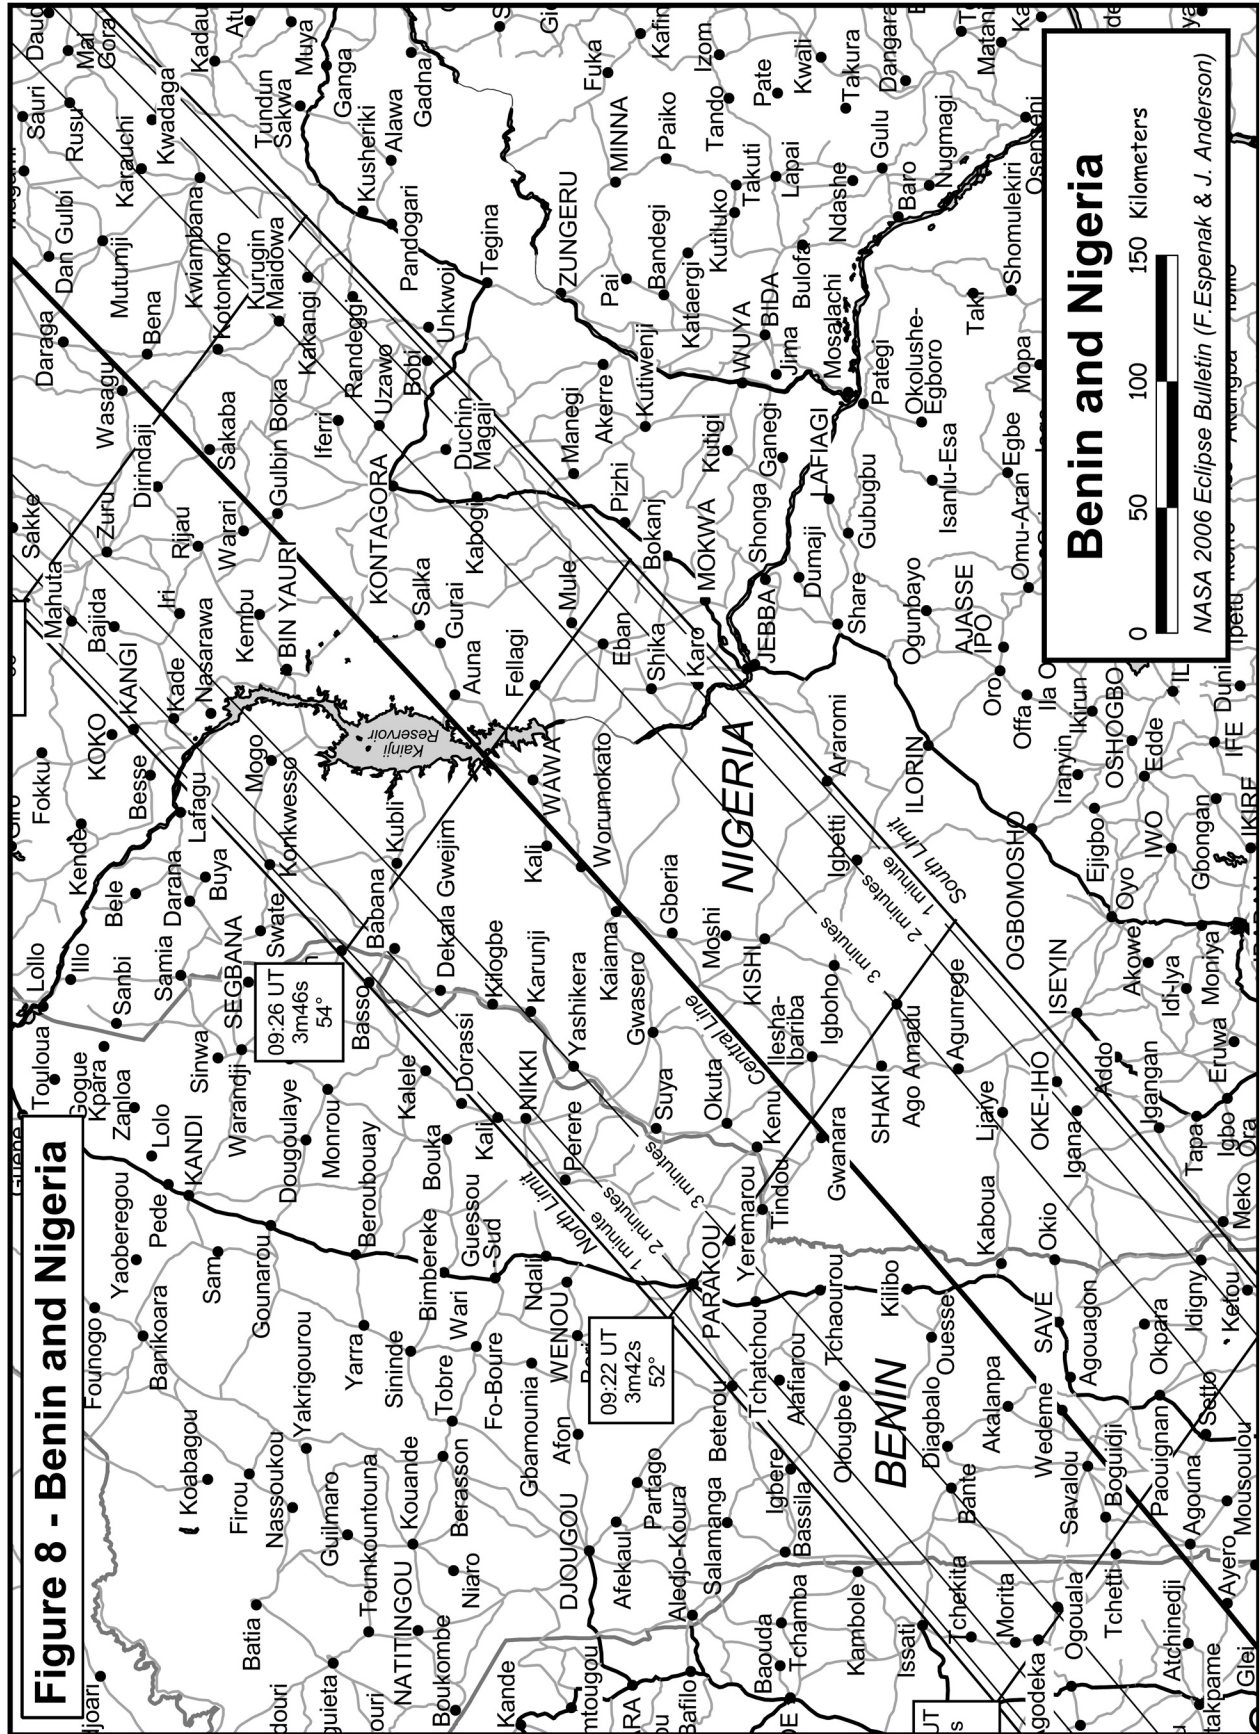 Figure 8 - Benin and Nigeria
Founogo
Yaoberegou
Banikoara
Pede
Lolo
KANDI
Sam
Koabagou
Firou
Nassoukou
Gounarou
Yakrigourou
Batia
Guilmaro
Tounkountouna
Kouande
NATITINGOU
Boukombe
Niaro
Berasson
Yarra
Sininde
Tobre
Wari
Fo-Boure
Gbamounia
Afon
WENOU
Ndali
Bimbereke
Guessou
-Sud
Beroubouay
Monrou
Dougoulaye
Warandji
Sinwa
Zanloa
Kpara
Gogue
Touloua
Lollo
Illo
Sanbi
Samia
SEGBANA
Bele
Kende
Darana
Buya
Swate
Fokku
Besse
KOKO
KANGI
Lafagu
Mogo
Konkwesso
Kubli
Babana
Basso
Kalele
Bouka
Dorassi
Kali
NIKKI
Perere
Dekala Gwejim
Kilogbe
Karunji
Yashikera
Kaiama
Gwasero
Suya
Okuta
Kenu
09:26 UT
3m46s
54°
09:22 UT
3m42s
52°
North Limit
1 minute
2 minutes
3 minutes
Central Line
3 minutes
2 minutes
1 minute
South Limit
Kainji
Reservoir
Sakke
Mahuta
Bajida
Iri
Kade
Nasarawa
Kembu
BIN YAURI
Zuru
Rijau
Warari
Dirindaji
Sakaba
Gulbin Boka
Wasagu
Daraga
Bena
Kotonkoro
Dan Gulbi
Mutumji
Kwambana
Kurugin
Maidowa
Kakangi
Randeggi
Iferri
Uzawo
Bobi
Unkwoi
Tegina
Pandogari
Kusheriki
Alawa
Gadna
Ganga
Muya
Tundun
Sakwa
Kwadaga
Karauchi
Rusu
Sauri
Mai
Gora
Kadau
KONTAGORA
Duchin
Magaji
Kabogi
Salka
Gurai
Auna
Fellagi
Mule
Eban
Shika
Karo
WAWA
Kali
Worumokato
Gberia
Moshi
KISHI
Ilesha-
Ibariba
Igboho
SHAKI
Ago Amadu
Agunrege
Igbetti
Araromi
ILORIN
NIGERIA
BENIN
JEBBA
MOKWA
Bokani
Pizhi
Manegi
Akerre
Kutiwenji
Kutigi
Ganegi
Shonga
LAFIAGI
Dumaji
Gubugbu
Share
Ogunbayo
AJASSE
IPO
Oro
Offa
Omu-Aran
Isanlu-Esa
Egbe
Okolushe-
Egboro
Pategi
Mosalachi
Jima
BIDA
WUYA
Bulofa
Kataergi
Bandegi
Pai
ZUNGERU
Kutiluko
Takuti
Lapai
Ndashe
Baro
Gulu
Nugmagi
MINNA
Paiko
Tando
Pate
Takura
Kwali
Izom
Fuka
Dangara
Taki
Shomulekiri
Mopa
DJOUGOU
Afekaul
Partago
Aledjo-Koura
Salamanga
Beterou
Igbere
Bassila
Alafiarou
Tchatchou
PARAKOU
Yeremarou
Tindou
Gwanara
Tchaourou
Kilibo
Ologbe
Ouesse
Diagbalo
Akalanpa
Bante
Kaboua
Okio
SAVE
Wedeme
Savalou
Boguidji
Agouagon
Okpara
Paouignan
Setto
Agouna
Mousoulou
Idigny
Ketou
Meko
Kande
Bafilo
Baouda
Tchamba
Kambole
Issati
Tchekita
Morita
Ogouala
Tchetti
Atchinedji
Ayero
Glei
Liaiye
OKE-IHO
Igana
Addo
Igangan
Tapa
Igbo
Ora
Eruwa
ISEYIN
Akowe
Idi-Iya
Moniya
OGBOMOSHO
Oyo
Ejigbo
IWO
Gbongan
Iranyin
OSHOGBO
Ikirun
Edde
IFE
IKIRE
Benin and Nigeria
0 50 100 150 Kilometers
NASA 2006 Eclipse Bulletin (F.Espenak & J. Anderson)